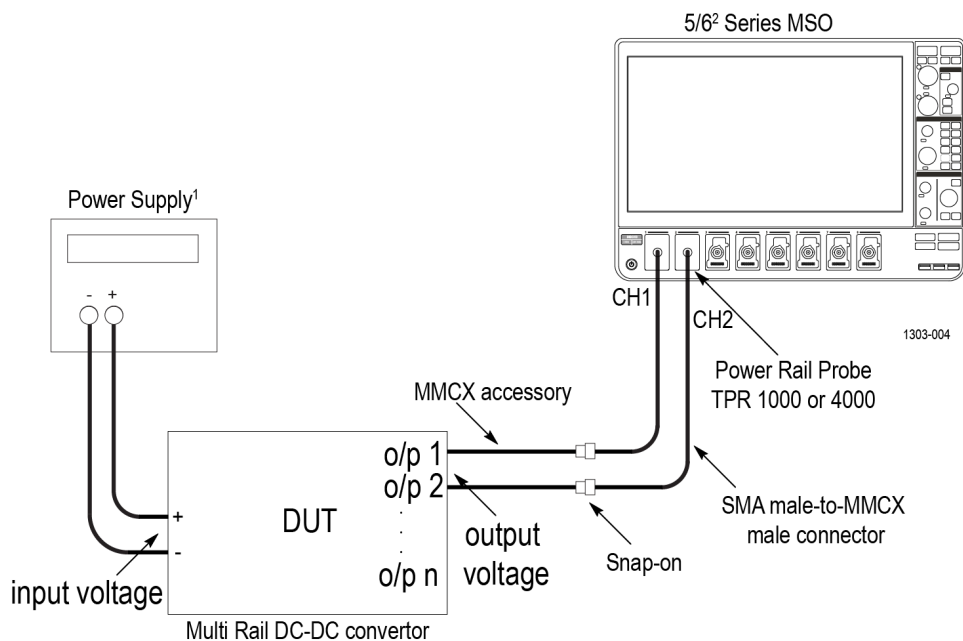 5/6² Series MSO
Power Supply¹
- +
CH1
CH2
1303-004
Power Rail Probe
TPR 1000 or 4000
MMCX accessory
o/p 1
o/p 2
+
DUT
-
output
voltage
SMA male-to-MMCX
male connector
Snap-on
o/p n
input voltage
Multi Rail DC-DC convertor